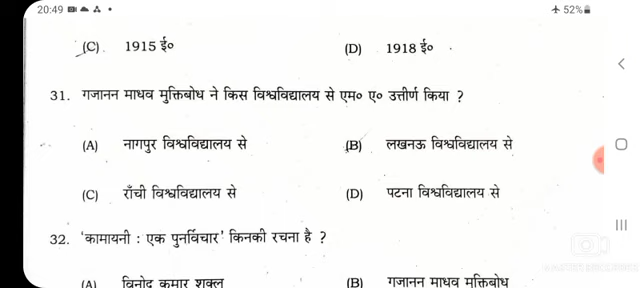 20:49
52%
(C) 1915 ई०
(D) 1918 ई०
31. गजानन माधव मुक्तिबोध ने किस विश्वविद्यालय से एम० ए० उत्तीर्ण किया ?
(A) नागपुर विश्वविद्यालय से
(B) लखनऊ विश्वविद्यालय से
(C) राँची विश्वविद्यालय से
(D) पटना विश्वविद्यालय से
32. 'कामायनी : एक पुनर्विचार' किनकी रचना है ?
(A) विनोद कुमार शुक्ल
(B) गजानन माधव मुक्तिबोध